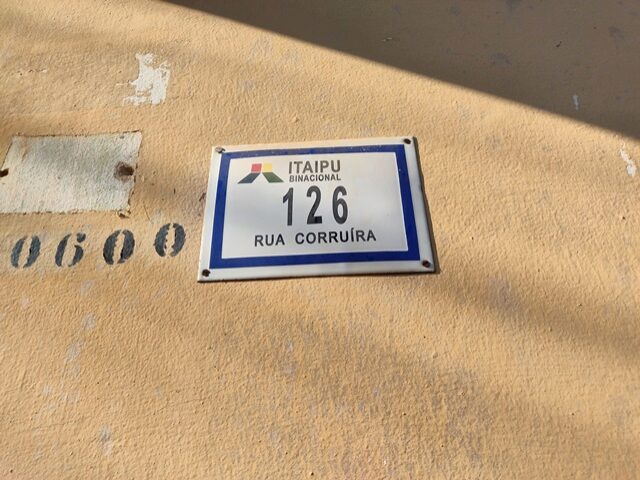 ITAIPU
BINACIONAL
126
RUA CORRUÍRA
0600